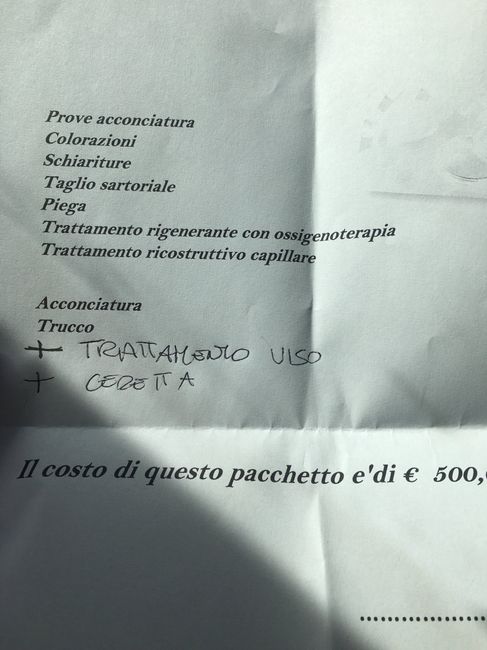 Prove acconciatura
Colorazioni
Schiariture
Taglio sartoriale
Piega
Trattamento rigenerante con ossigenoterapia
Trattamento ricostruttivo capillare
Acconciatura
Trucco
+ TRATTAMENTO VISO
+ CERETTA
Il costo di questo pacchetto e'di € 500,
....................